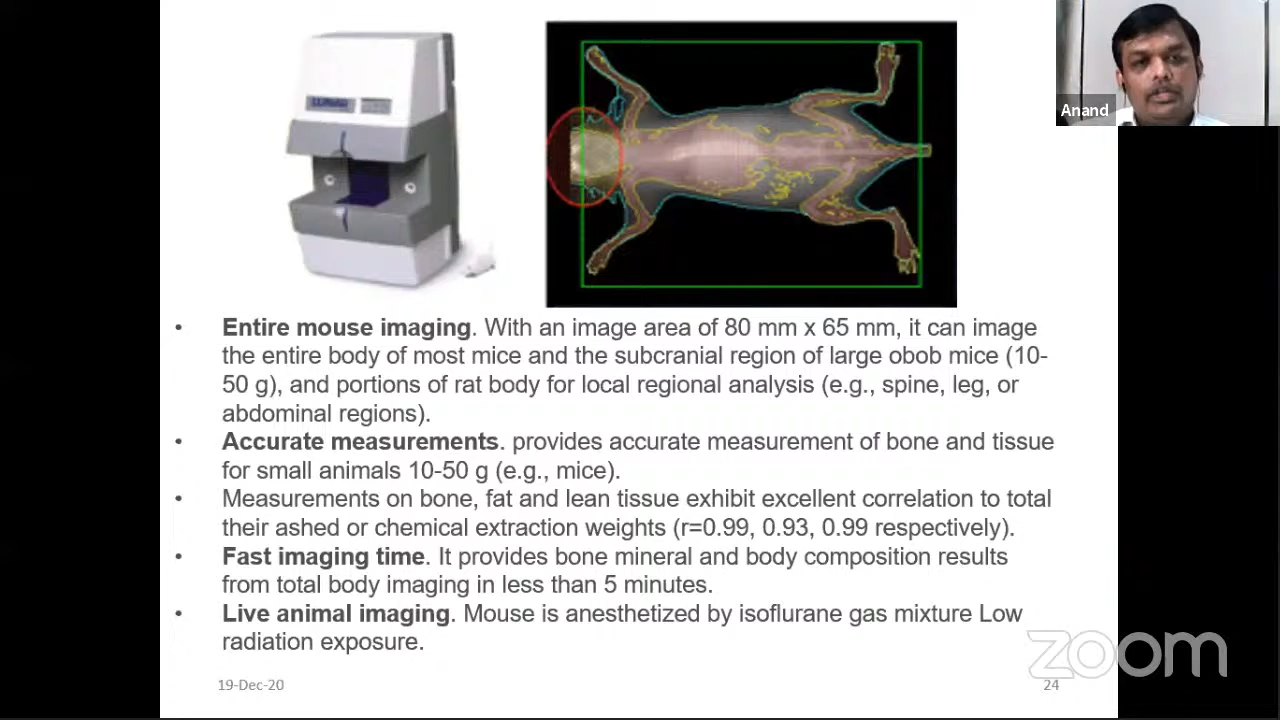 LUNAR
Anand
• Entire mouse imaging. With an image area of 80 mm x 65 mm, it can image
the entire body of most mice and the subcranial region of large obob mice (10-
50 g), and portions of rat body for local regional analysis (e.g., spine, leg, or
abdominal regions).
• Accurate measurements. provides accurate measurement of bone and tissue
for small animals 10-50 g (e.g., mice).
• Measurements on bone, fat and lean tissue exhibit excellent correlation to total
their ashed or chemical extraction weights (r=0.99, 0.93, 0.99 respectively).
• Fast imaging time. It provides bone mineral and body composition results
from total body imaging in less than 5 minutes.
• Live animal imaging. Mouse is anesthetized by isoflurane gas mixture Low
radiation exposure.
zoom
19-Dec-20
24